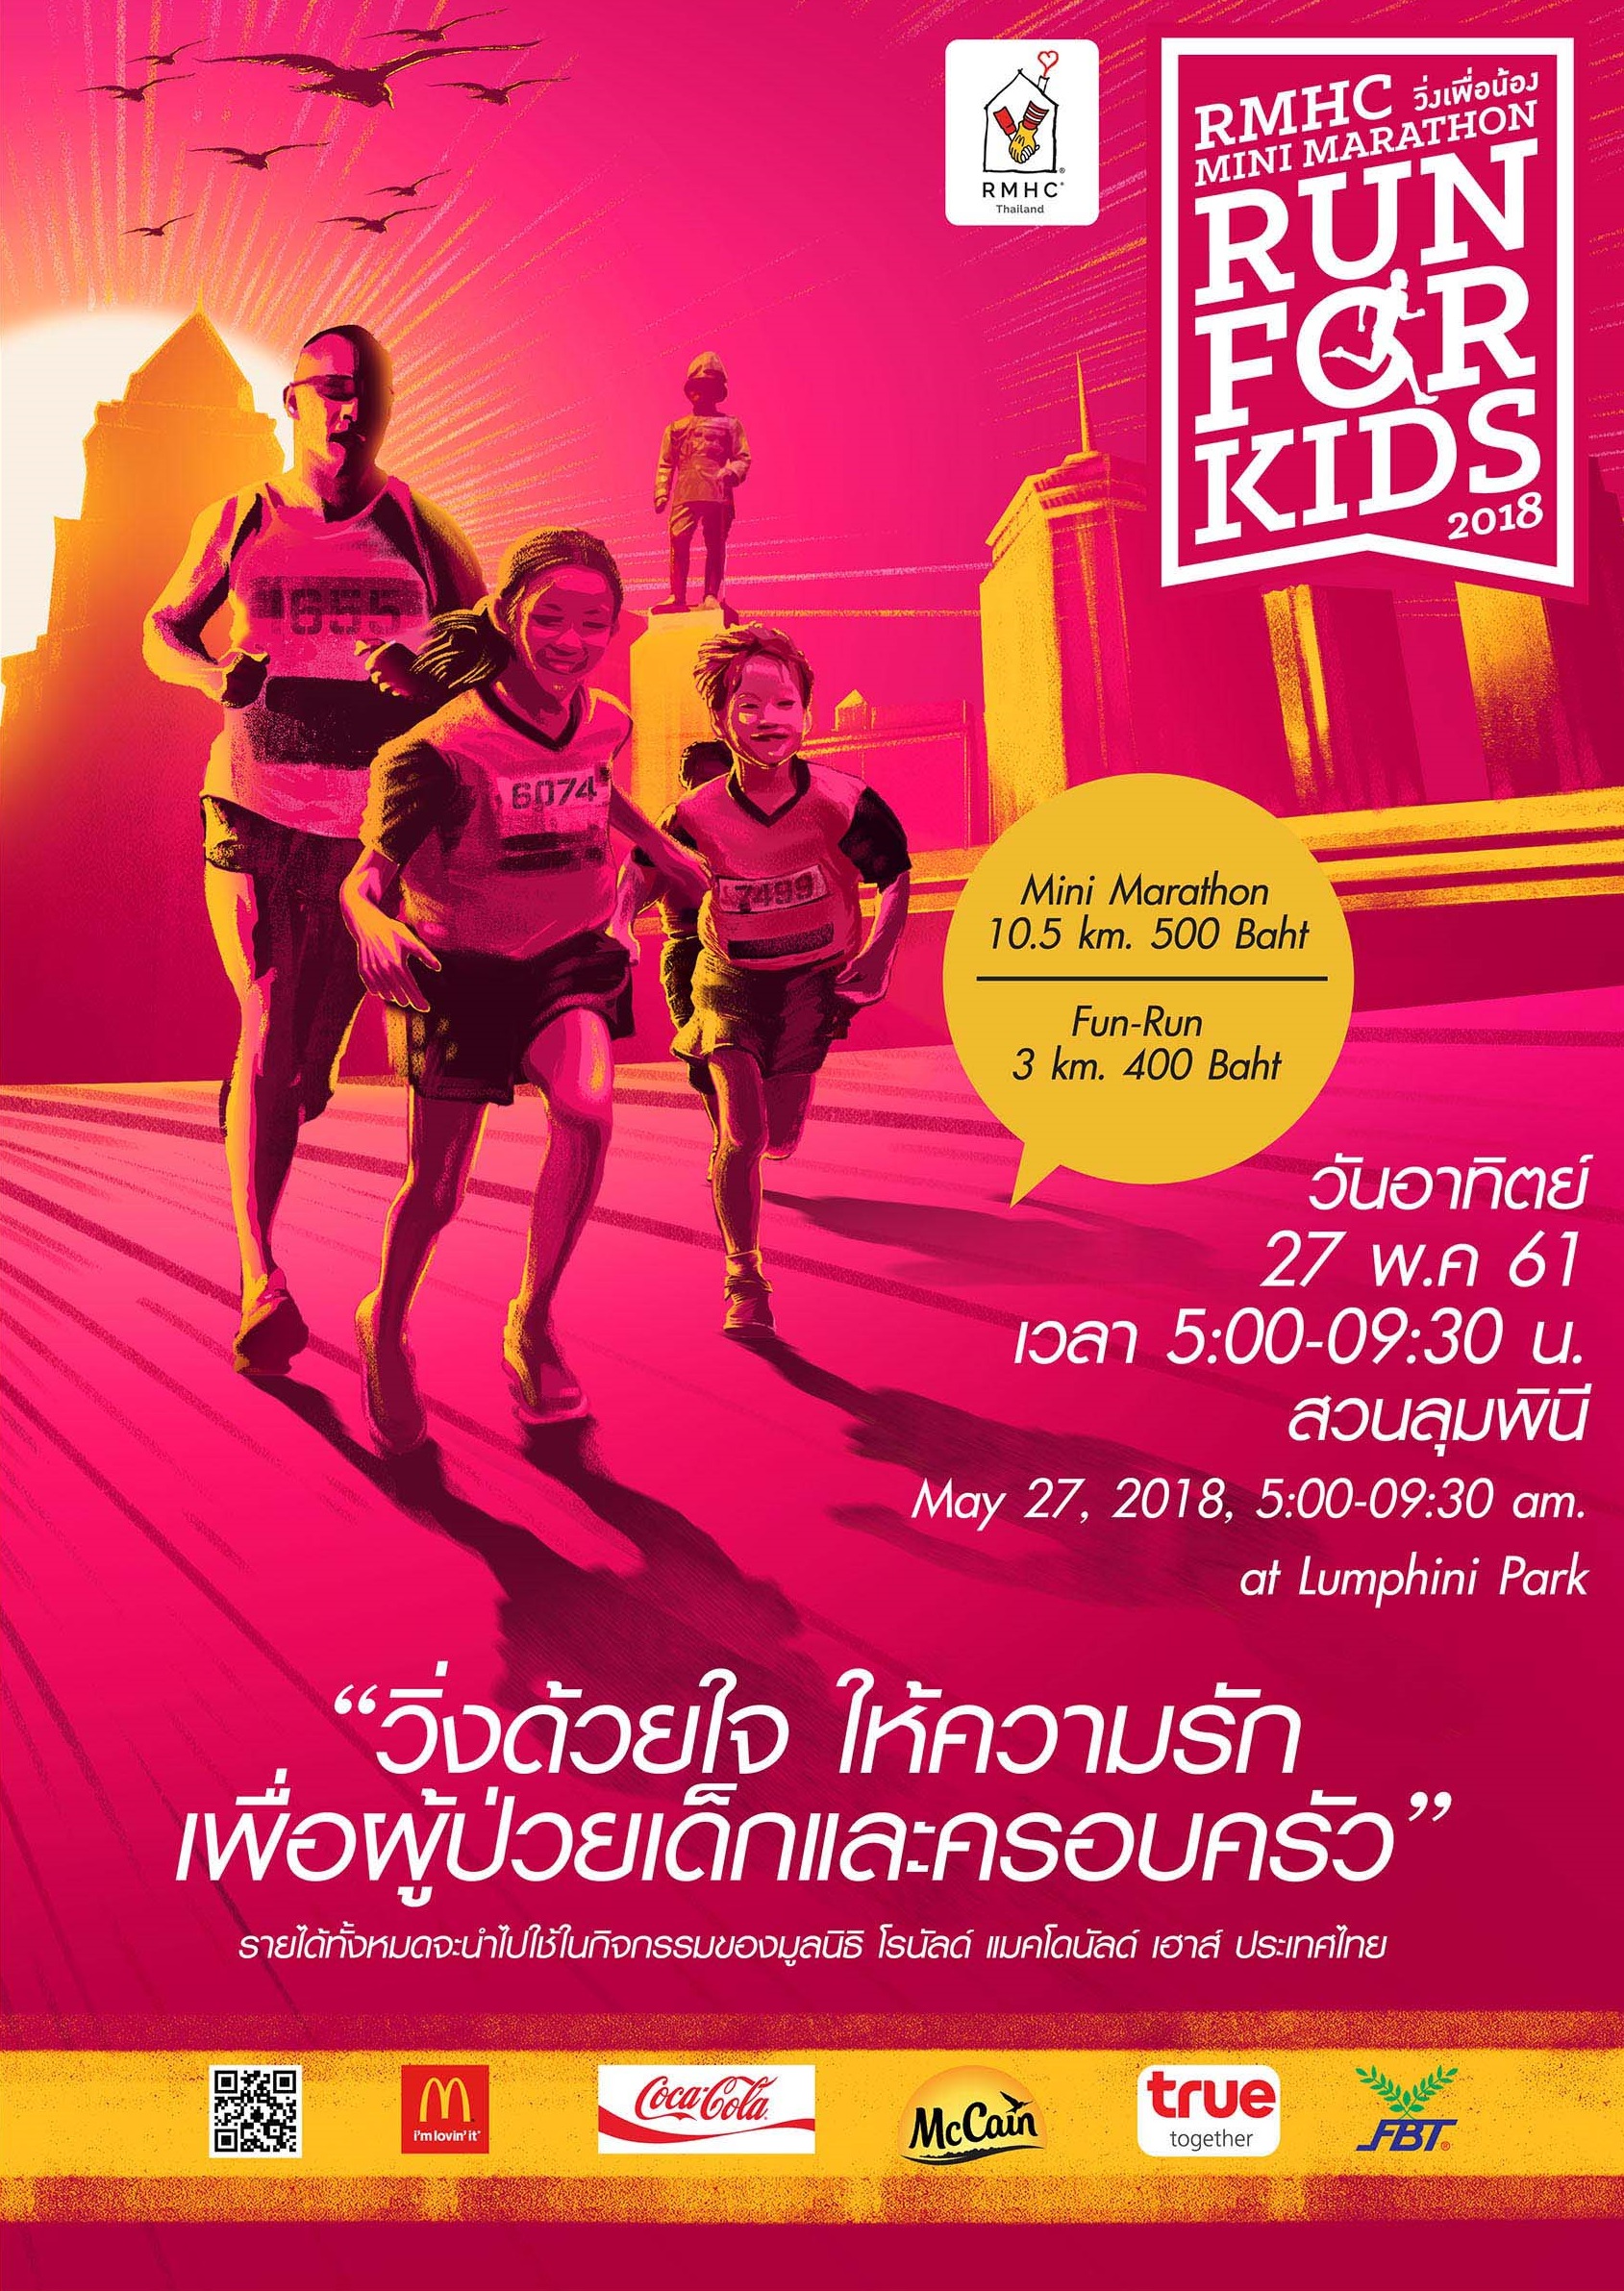 RMHC
Thailand
RMHC วิ่งเพื่อน้อง
MINI MARATHON
RUN
FOR
KIDS
2018
1655
6074
7499
Mini Marathon
10.5 km. 500 Baht
Fun-Run
3 km. 400 Baht
วันอาทิตย์
27 พ.ค 61
เวลา 5:00-09:30 น.
สวนลุมพินี
May 27, 2018, 5:00-09:30 am.
at Lumphini Park
“วิ่งด้วยใจ ให้ความรัก
เพื่อผู้ป่วยเด็กและครอบครัว”
รายได้ทั้งหมดจะนำไปใช้ในกิจกรรมของมูลนิธิ โรนัลด์ แมคโดนัลด์ เฮาส์ ประเทศไทย
i'm lovin' it
Coca-Cola
McCain
true
together
FBT